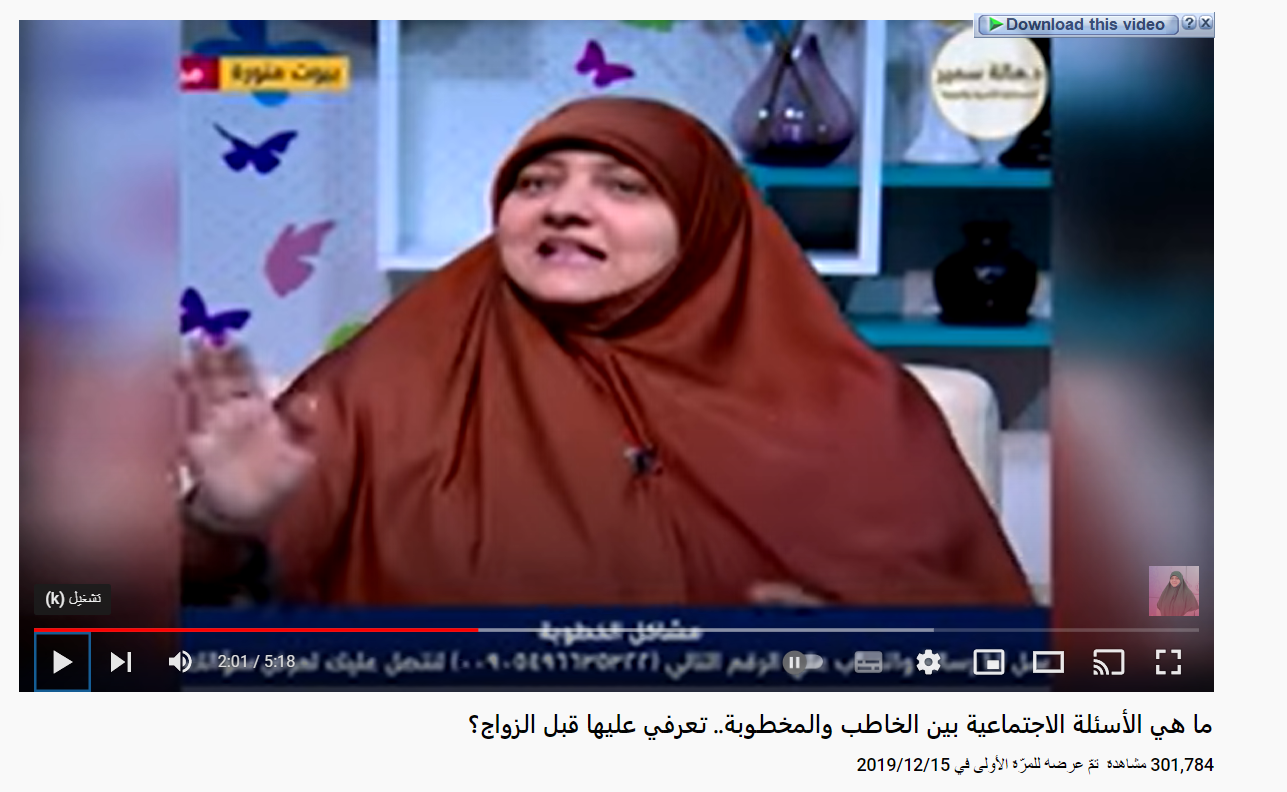 Download this video
بيوت منورة
د.هالة سمير
مشاكل الخطوبة
تشغيل (k)
2:01 / 5:18
ما هي الأسئلة الاجتماعية بين الخاطب والمخطوبة.. تعرفي عليها قبل الزواج؟
301,784 مشاهدة تمّ عرضه للمرّة الأولى في 2019/12/15